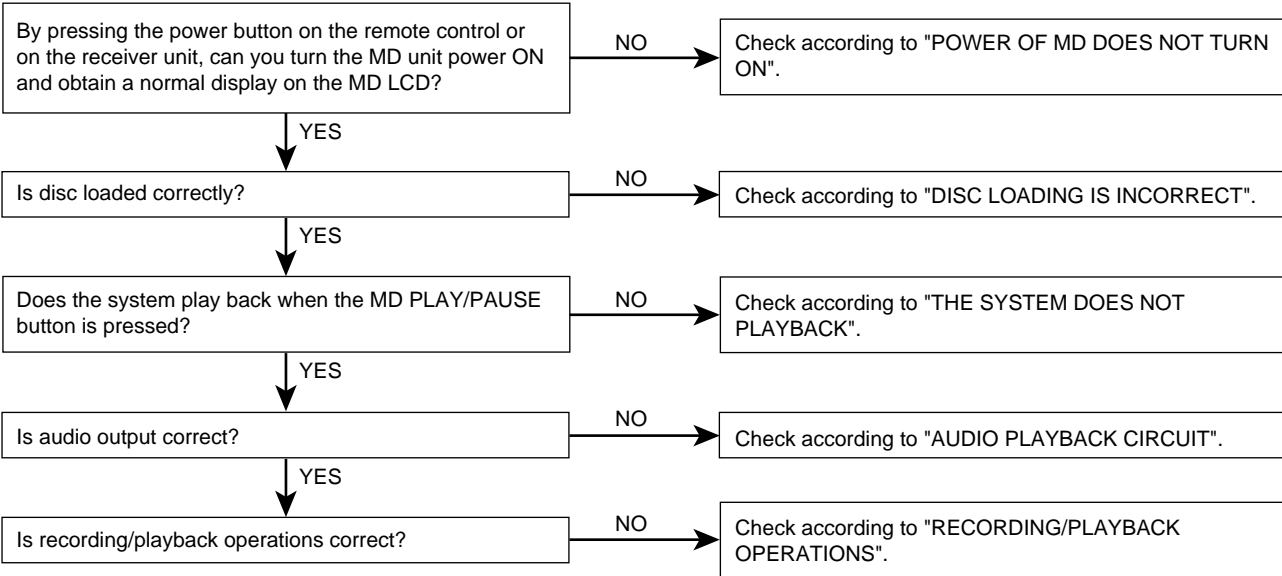 By pressing the power button on the remote control or
on the receiver unit, can you turn the MD unit power ON
and obtain a normal display on the MD LCD?
NO
Check according to "POWER OF MD DOES NOT TURN
ON".
YES
Is disc loaded correctly?
NO
Check according to "DISC LOADING IS INCORRECT".
YES
Does the system play back when the MD PLAY/PAUSE
button is pressed?
NO
Check according to "THE SYSTEM DOES NOT
PLAYBACK".
YES
Is audio output correct?
NO
Check according to "AUDIO PLAYBACK CIRCUIT".
YES
Is recording/playback operations correct?
NO
Check according to "RECORDING/PLAYBACK
OPERATIONS".